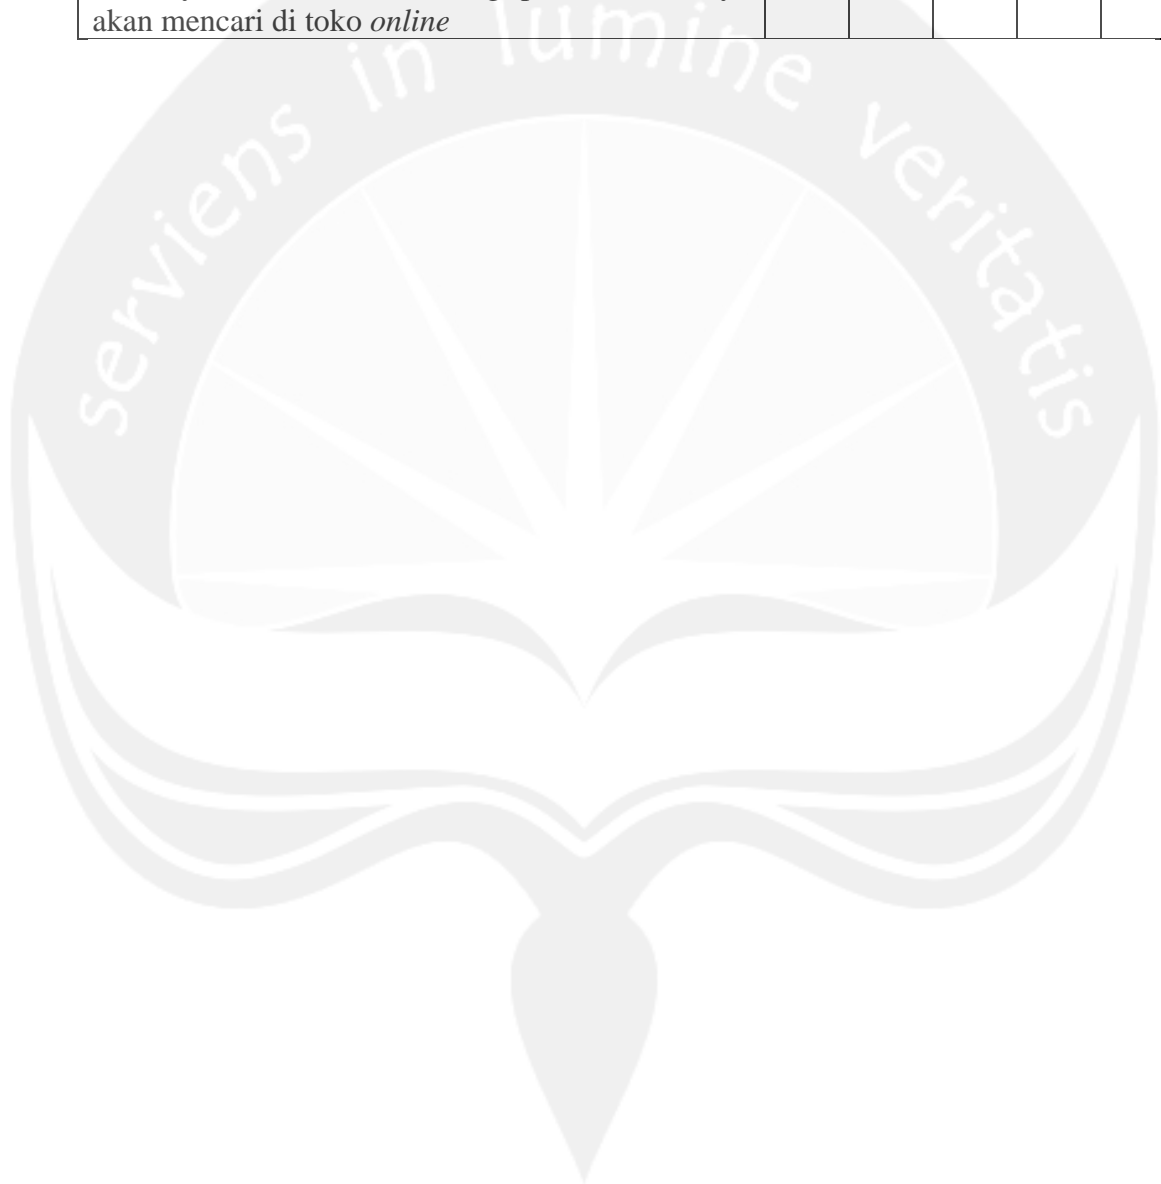 akan mencari di toko online
serviens in lumine veritatis